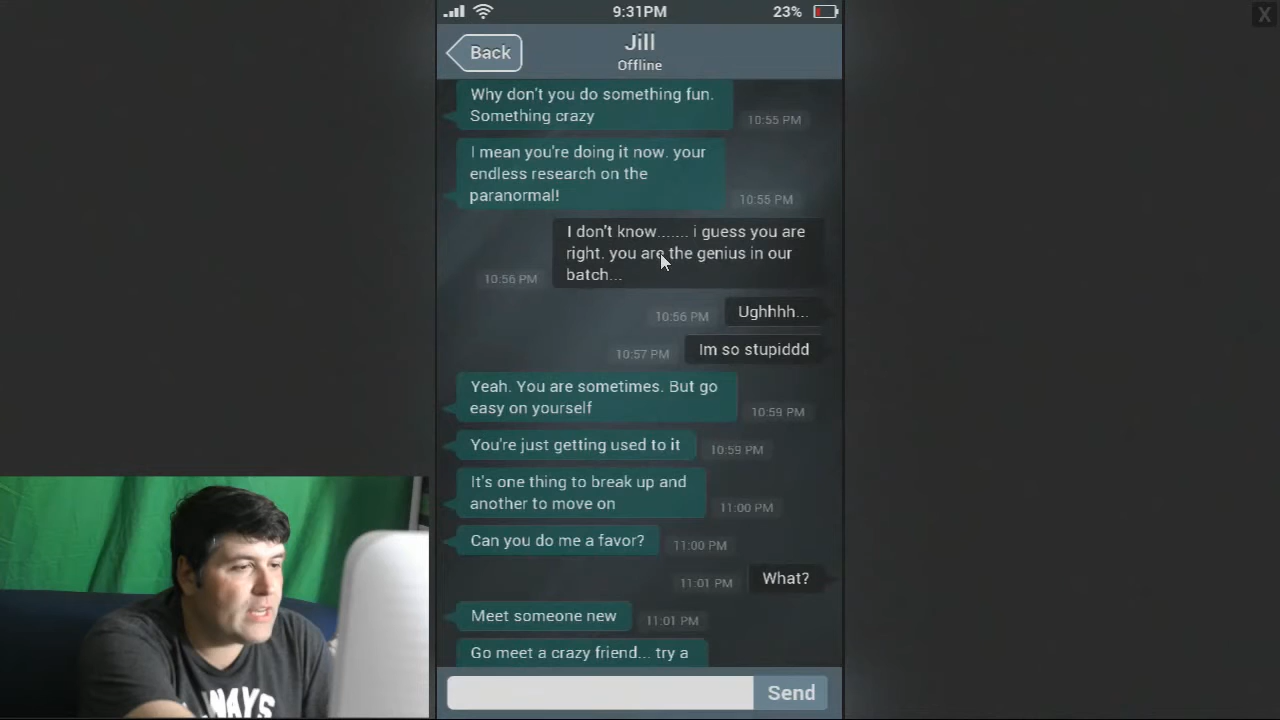 9:31PM
23%
X
Back
Jill
Offline
Why don't you do something fun.
Something crazy
10:55 PM
I mean you're doing it now. your
endless research on the
paranormal!
10:55 PM
I don't know....... i guess you are
right. you are the genius in our
batch...
10:56 PM
Ughhhh...
10:56 PM
Im so stupiddd
10:57 PM
Yeah. You are sometimes. But go
easy on yourself
10:59 PM
You're just getting used to it
10:59 PM
It's one thing to break up and
another to move on
11:00 PM
Can you do me a favor?
11:00 PM
What?
11:01 PM
Meet someone new
11:01 PM
Go meet a crazy friend... try a
Send